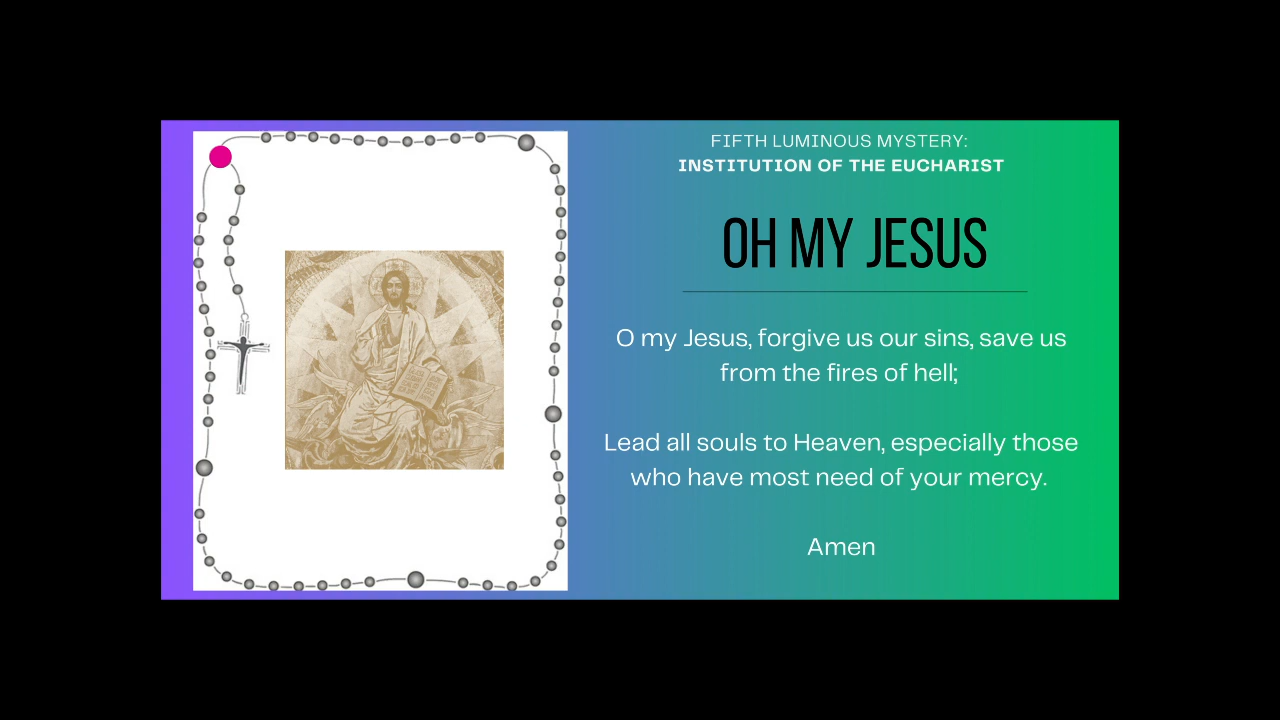 FIFTH LUMINOUS MYSTERY:
INSTITUTION OF THE EUCHARIST
OH MY JESUS
O my Jesus, forgive us our sins, save us
from the fires of hell;
Lead all souls to Heaven, especially those
who have most need of your mercy.
Amen